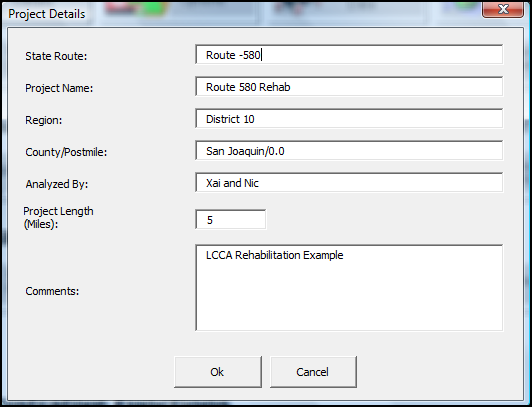 Project Details
State Route: Route -580
Project Name: Route 580 Rehab
Region: District 10
County/Postmile: San Joaquin/0.0
Analyzed By: Xai and Nic
Project Length
(Miles): 5
Comments: LCCA Rehabilitation Example
Ok Cancel